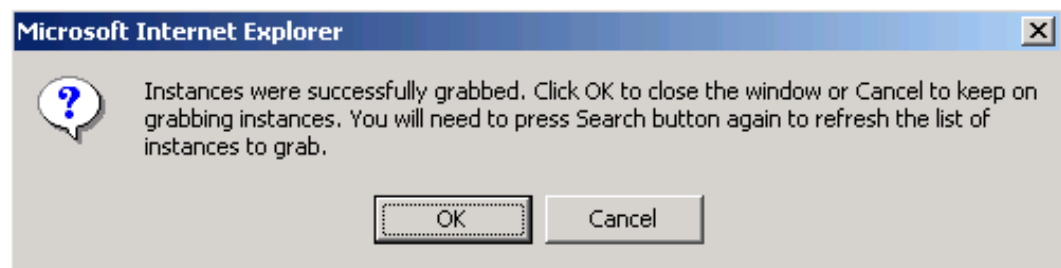 Microsoft Internet Explorer
Instances were successfully grabbed. Click OK to close the window or Cancel to keep on
grabbing instances. You will need to press Search button again to refresh the list of
instances to grab.
OK Cancel